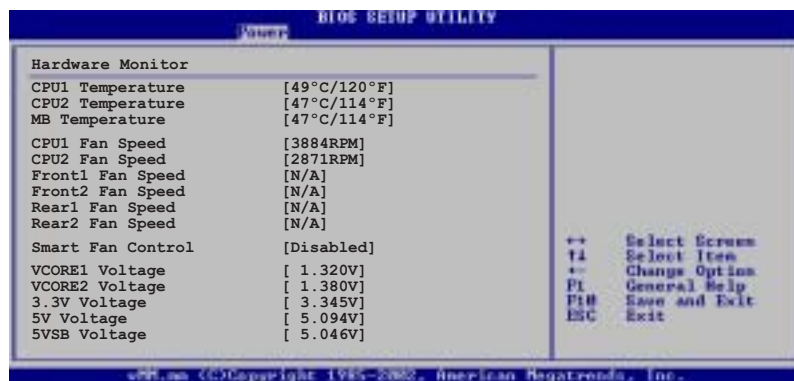 BIOS SETUP UTILITY
Power
Hardware Monitor
CPU1 Temperature [49°C/120°F]
CPU2 Temperature [47°C/114°F]
MB Temperature [47°C/114°F]
CPU1 Fan Speed [3884RPM]
CPU2 Fan Speed [2871RPM]
Front1 Fan Speed [N/A]
Front2 Fan Speed [N/A]
Rear1 Fan Speed [N/A]
Rear2 Fan Speed [N/A]
Smart Fan Control [Disabled]
VCORE1 Voltage [ 1.320V]
VCORE2 Voltage [ 1.380V]
3.3V Voltage [ 3.345V]
5V Voltage [ 5.094V]
5VSB Voltage [ 5.046V]
↔ Select Screen
↑↓ Select Item
←- Change Option
F1 General Help
F10 Save and Exit
ESC Exit
(C)Copyright 1985-2002, American Megatrends, Inc.